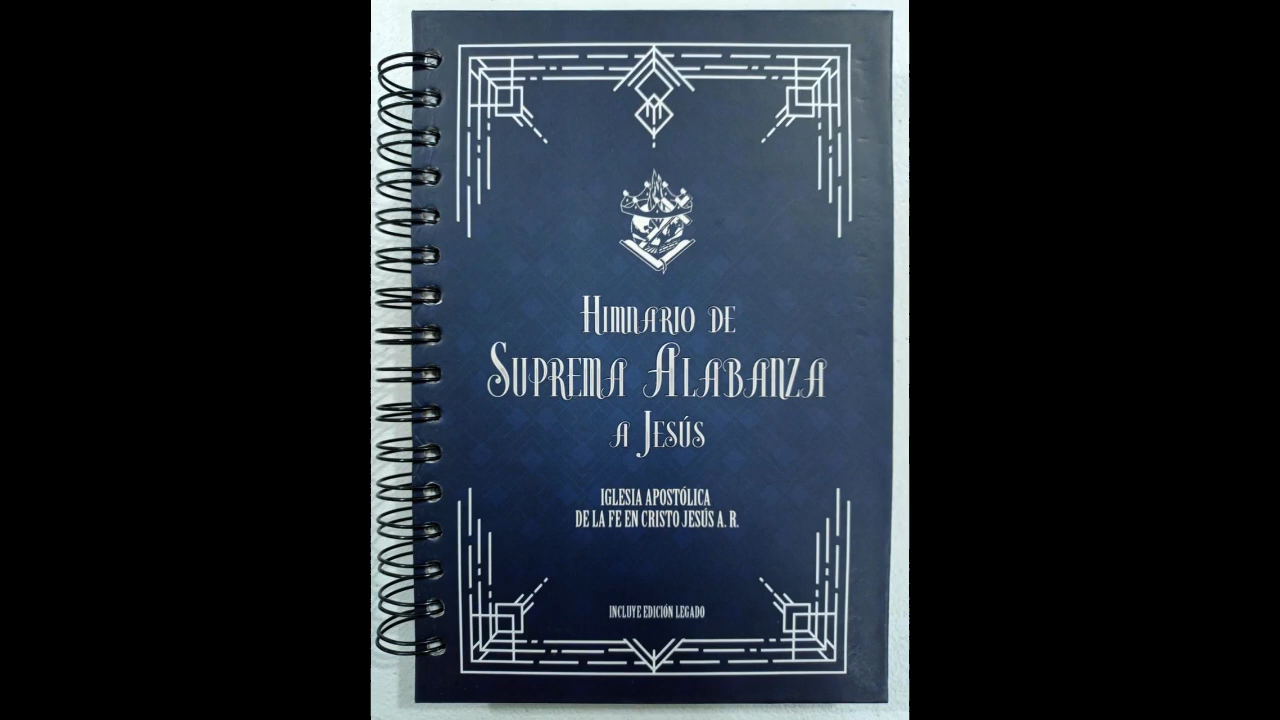 Himnario de
Suprema Alabanza
a Jesús
IGLESIA APOSTÓLICA
DE LA FE EN CRISTO JESÚS A. R.
INCLUYE EDICIÓN LEGADO